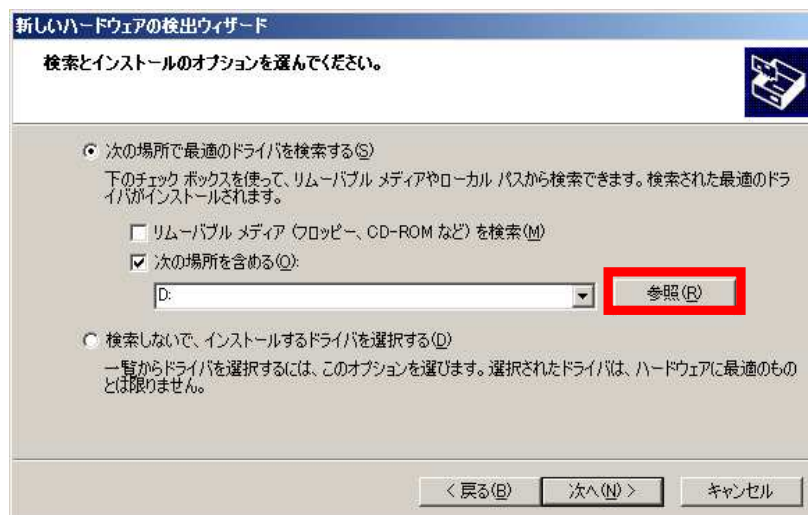 新しいハードウェアの検出ウィザード
検索とインストールのオプションを選んでください。
次の場所で最適のドライバを検索する(S)
下のチェック ボックスを使って、リムーバブル メディアやローカル パスから検索できます。検索された最適のドラ
イバがインストールされます。
リムーバブル メディア (フロッピー、CD-ROM など) を検索(M)
次の場所を含める(O):
D: 参照(R)
検索しないで、インストールするドライバを選択する(D)
一覧からドライバを選択するには、このオプションを選びます。選択されたドライバは、ハードウェアに最適のもの
とは限りません。
< 戻る(B) 次へ(N) > キャンセル